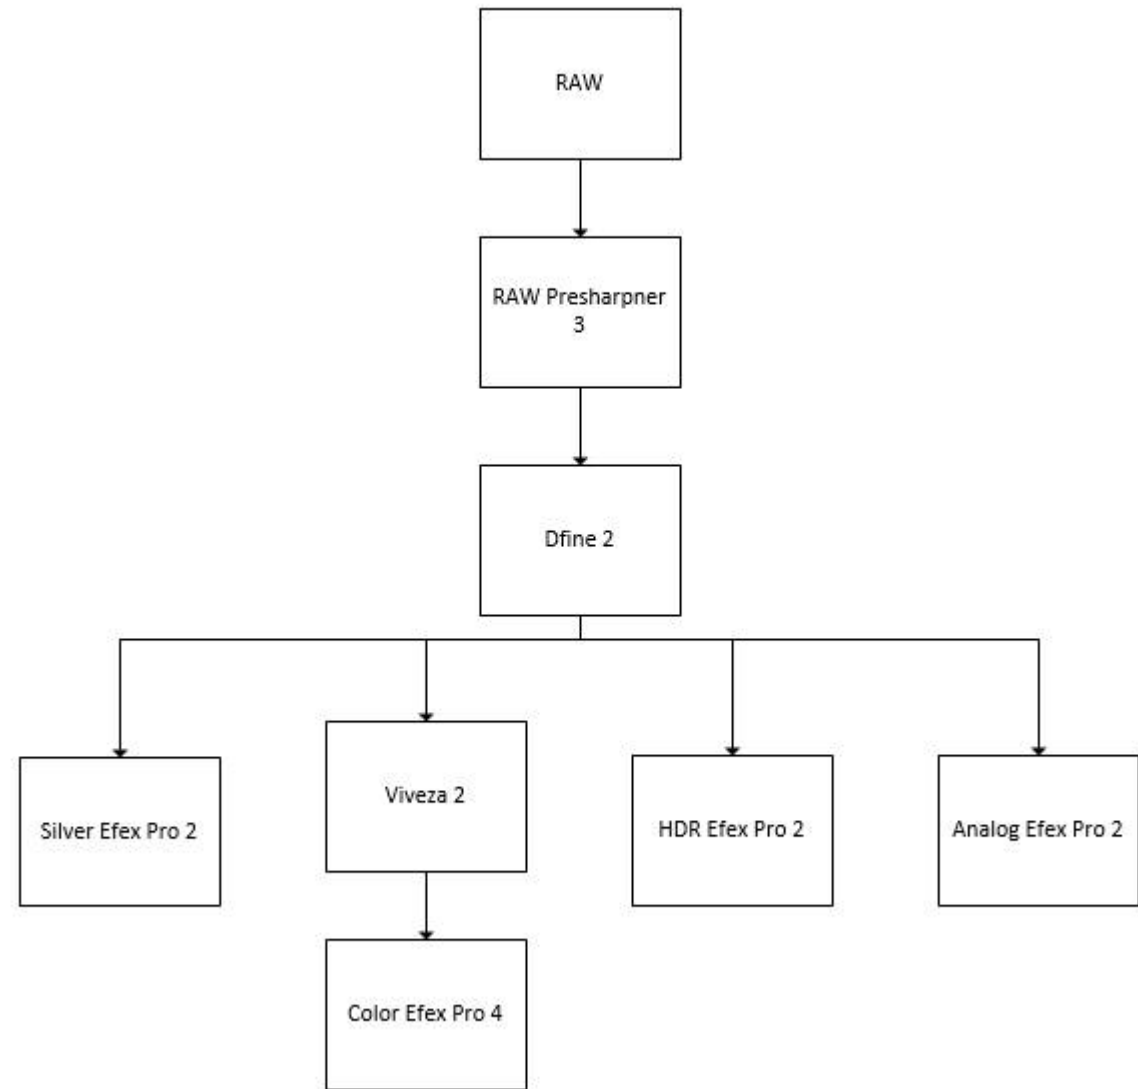 RAW
RAW Presharpner
3
Dfine 2
Silver Efex Pro 2
Viveza 2
HDR Efex Pro 2
Analog Efex Pro 2
Color Efex Pro 4